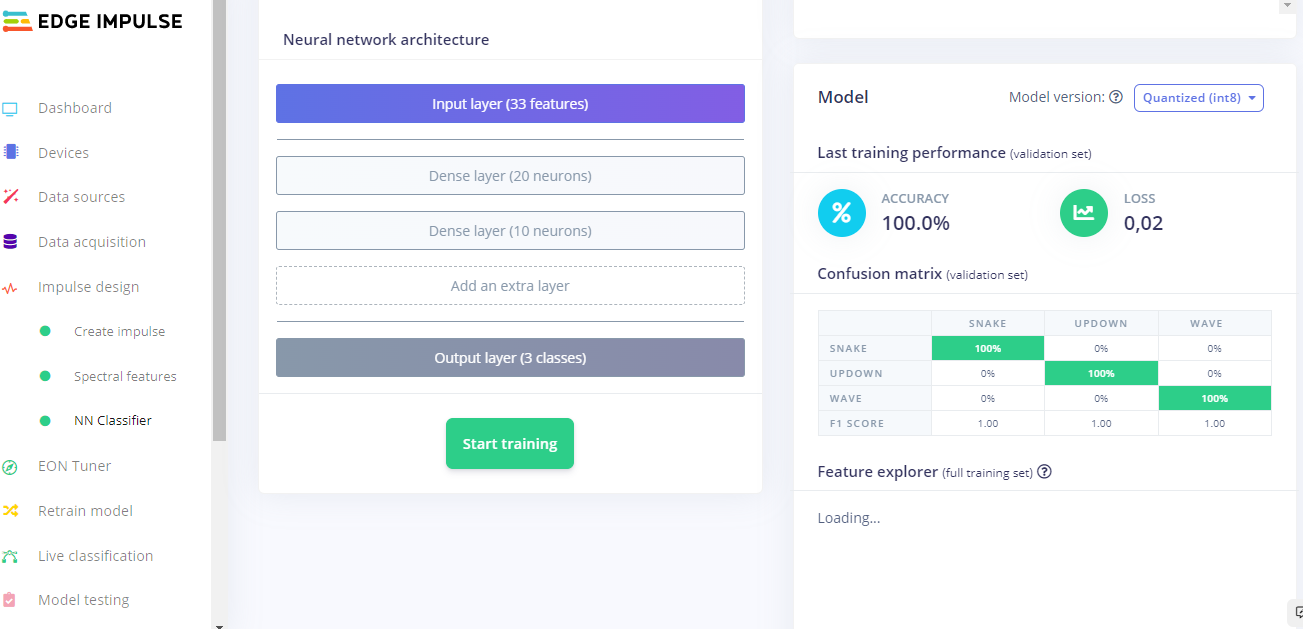 EDGE IMPULSE
Dashboard
Devices
Data sources
Data acquisition
Impulse design
Create impulse
Spectral features
NN Classifier
EON Tuner
Retrain model
Live classification
Model testing
Neural network architecture
Input layer (33 features)
Dense layer (20 neurons)
Dense layer (10 neurons)
Add an extra layer
Output layer (3 classes)
Start training
Model
Model version: ? Quantized (int8)
Last training performance (validation set)
% ACCURACY
100.0%
LOSS
0,02
Confusion matrix (validation set)
SNAKE UPDOWN WAVE
SNAKE 100% 0% 0%
UPDOWN 0% 100% 0%
WAVE 0% 0% 100%
F1 SCORE 1.00 1.00 1.00
Feature explorer (full training set) ?
Loading...